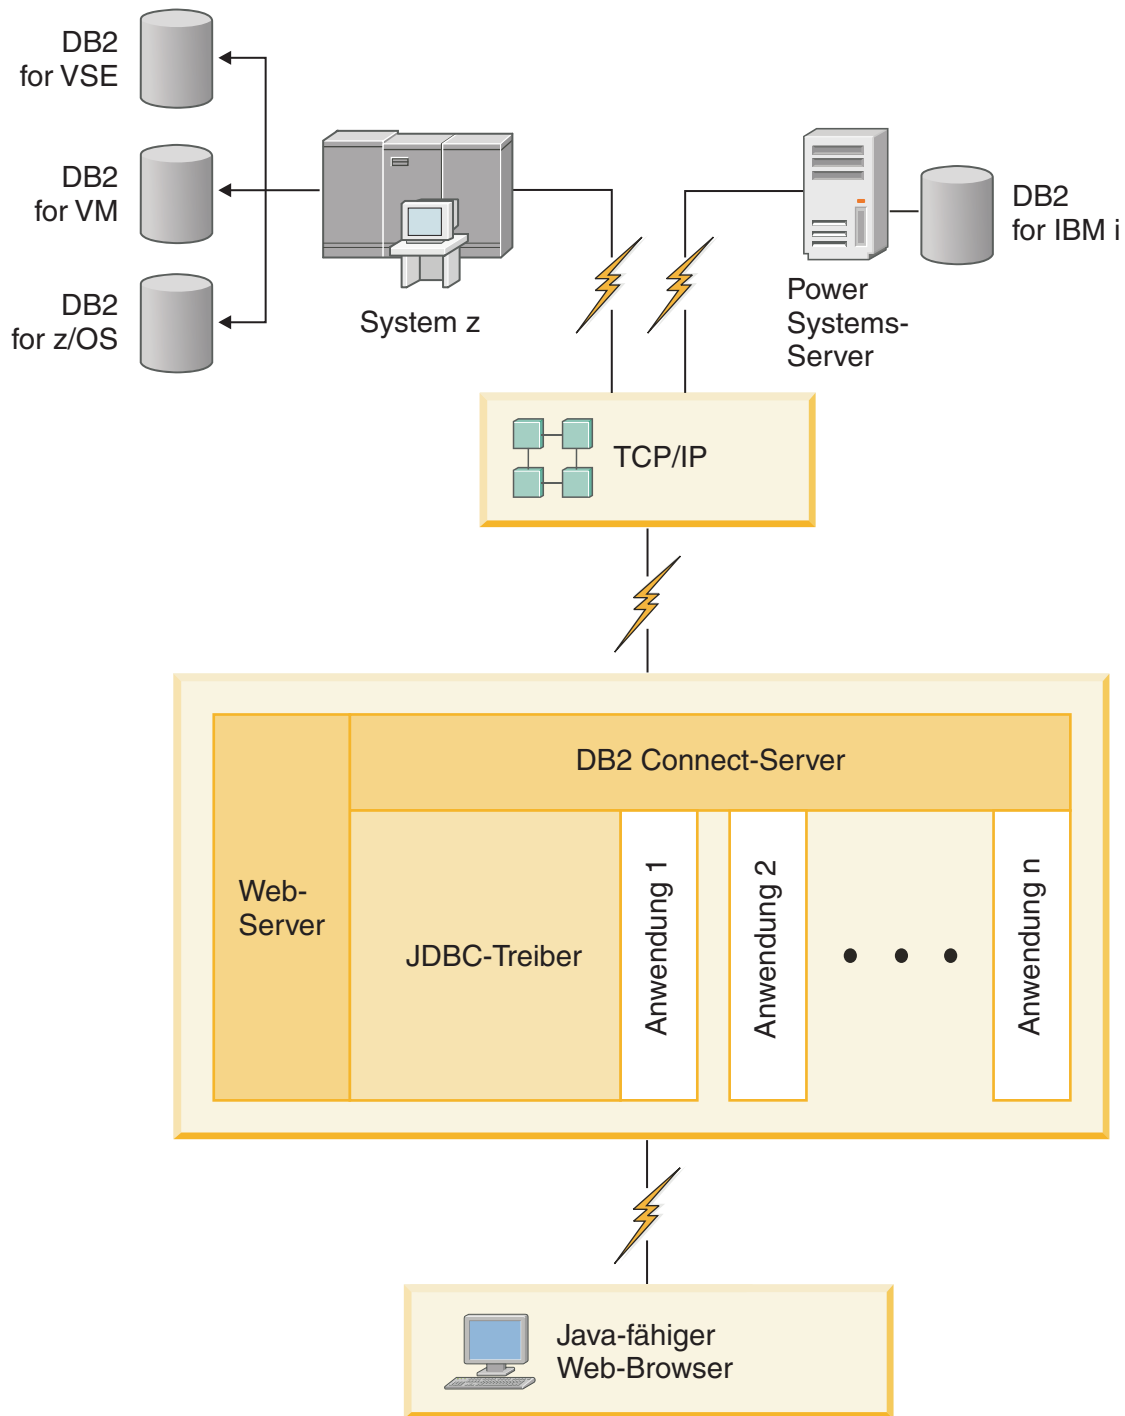 DB2
for VSE
DB2
for VM
DB2
for z/OS
System z
Power
Systems-
Server
DB2
for IBM i
TCP/IP
DB2 Connect-Server
Web-
Server
JDBC-Treiber
Anwendung 1
Anwendung 2
Anwendung n
Java-fähiger
Web-Browser